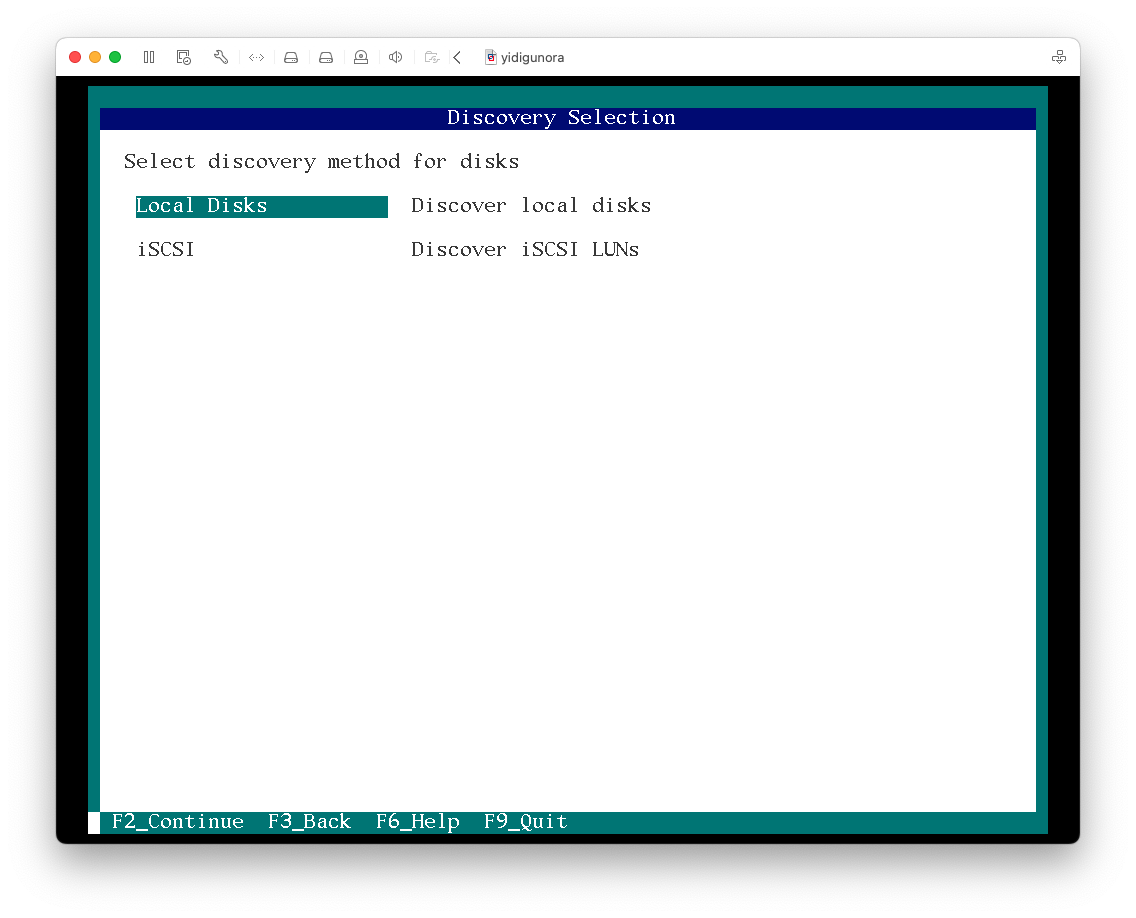 yidigunora
Discovery Selection
Select discovery method for disks
Local Disks Discover local disks
iSCSI Discover iSCSI LUNs
F2_Continue F3_Back F6_Help F9_Quit